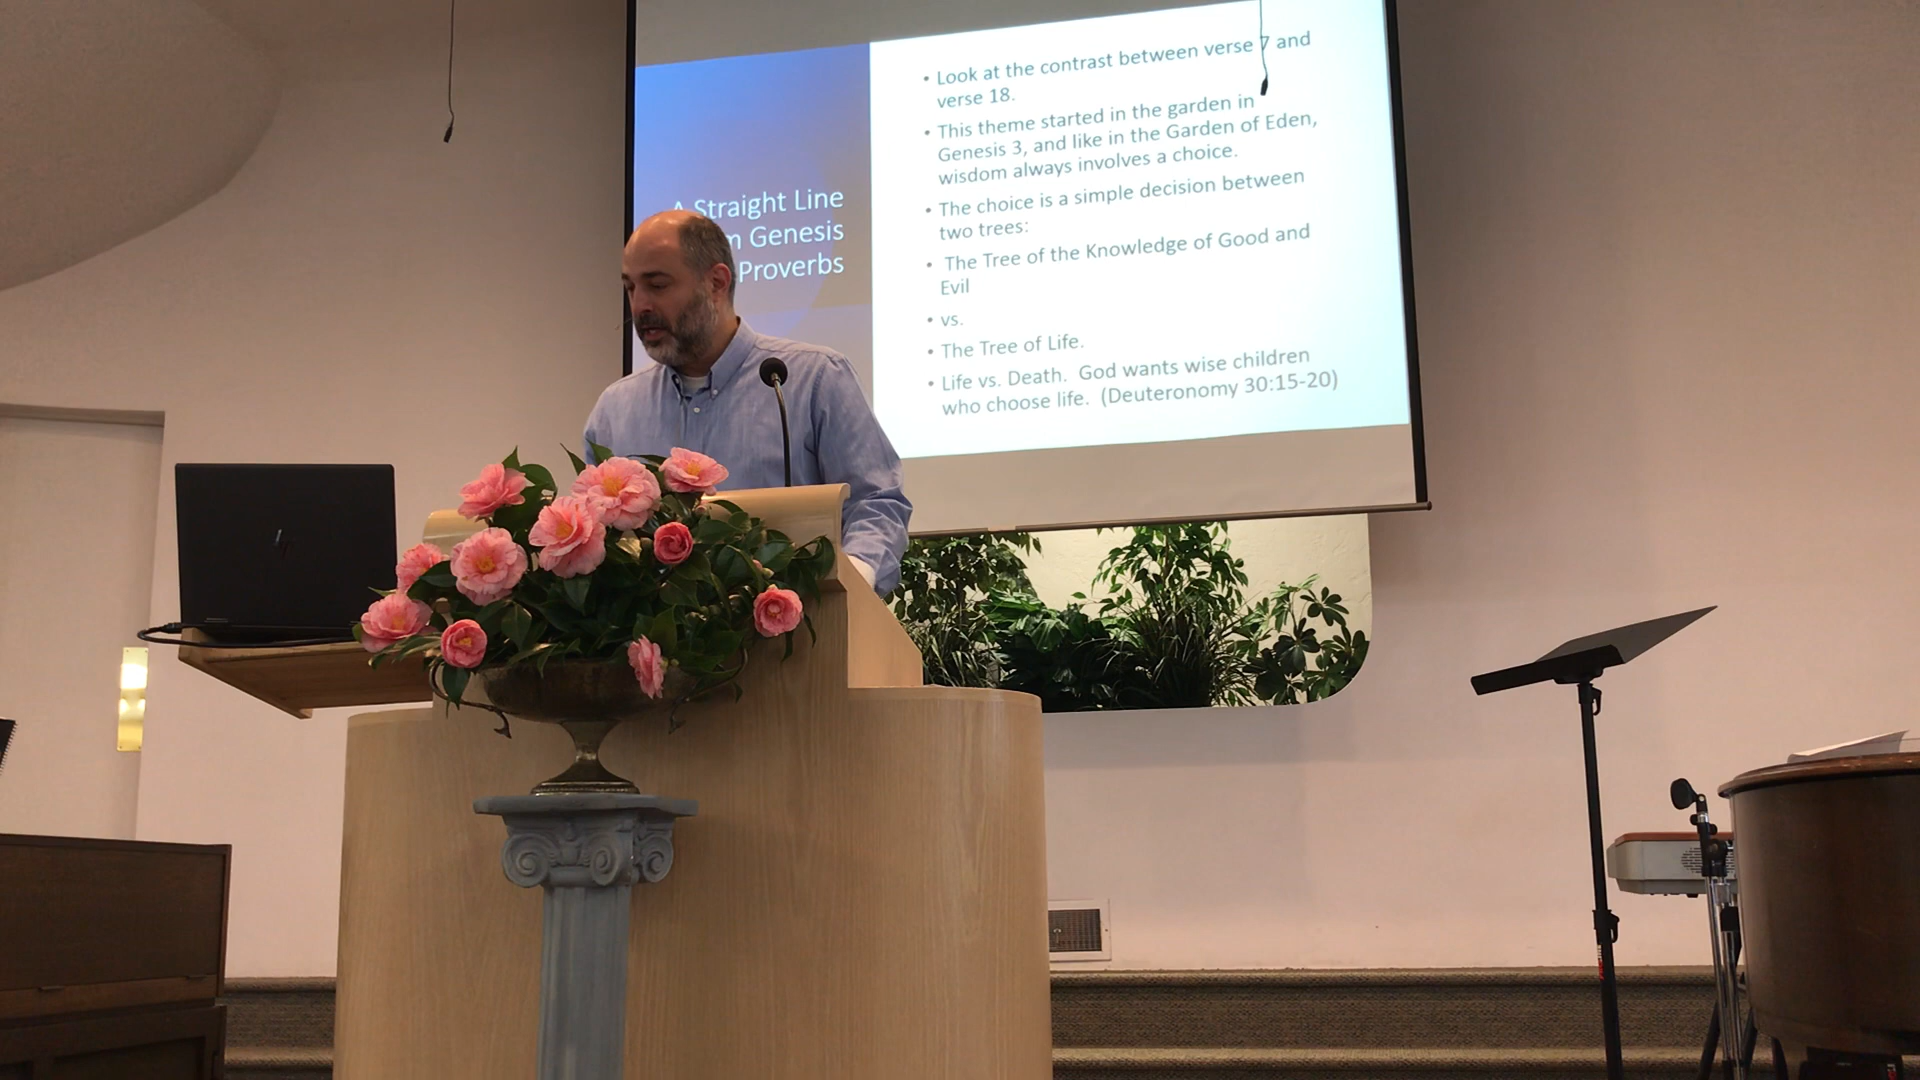 A Straight Line
m Genesis
Proverbs
• Look at the contrast between verse 7 and
verse 18.
• This theme started in the garden in
Genesis 3, and like in the Garden of Eden,
wisdom always involves a choice.
• The choice is a simple decision between
two trees:
• The Tree of the Knowledge of Good and
Evil
• vs.
• The Tree of Life.
• Life vs. Death. God wants wise children
who choose life. (Deuteronomy 30:15-20)
hp